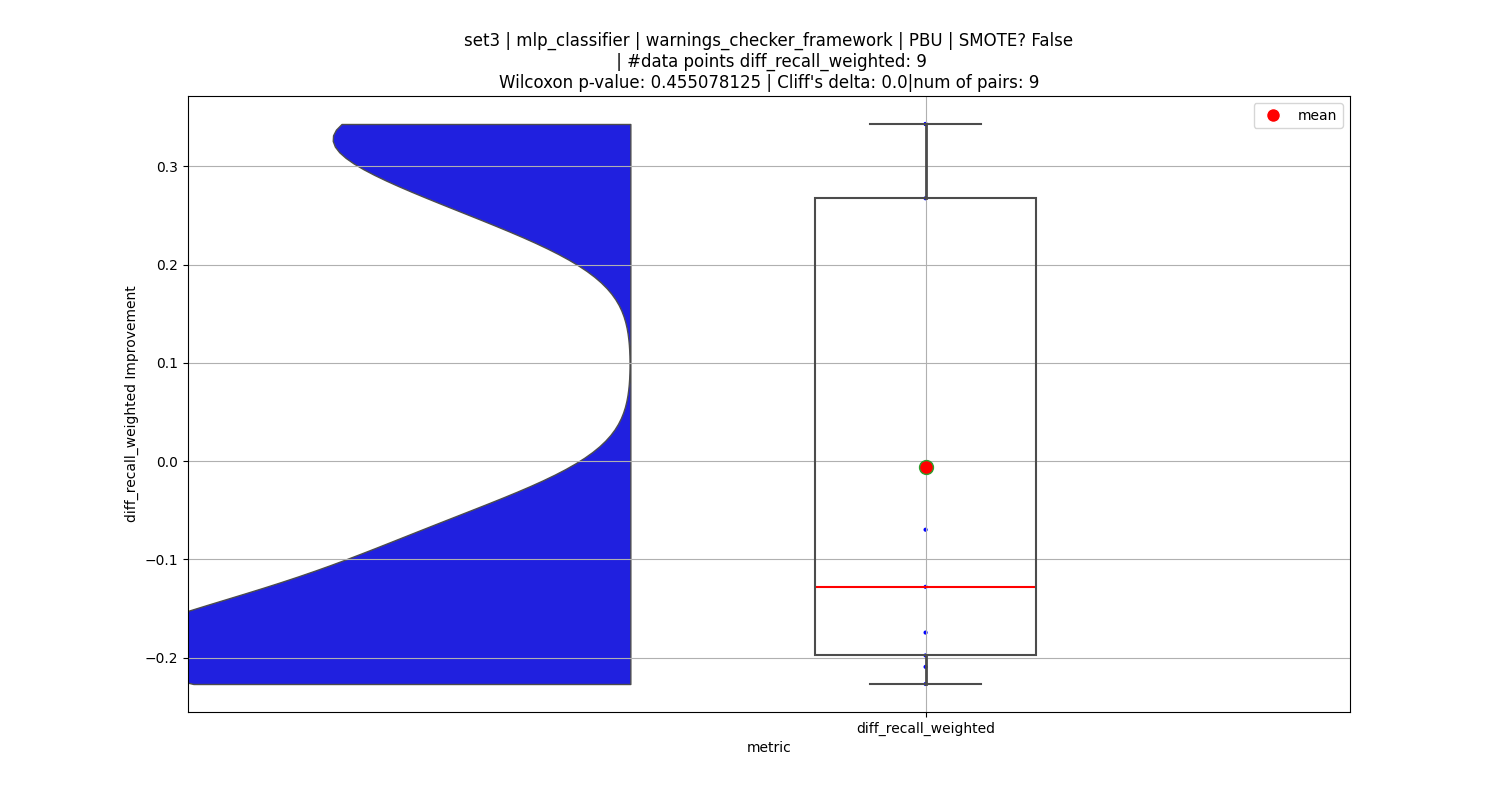 set3 | mlp_classifier | warnings_checker_framework | PBU | SMOTE? False
| #data points diff_recall_weighted: 9
Wilcoxon p-value: 0.455078125 | Cliff's delta: 0.0|num of pairs: 9
mean
0.3
0.2
0.1
0.0
−0.1
−0.2
diff_recall_weighted Improvement
diff_recall_weighted
metric